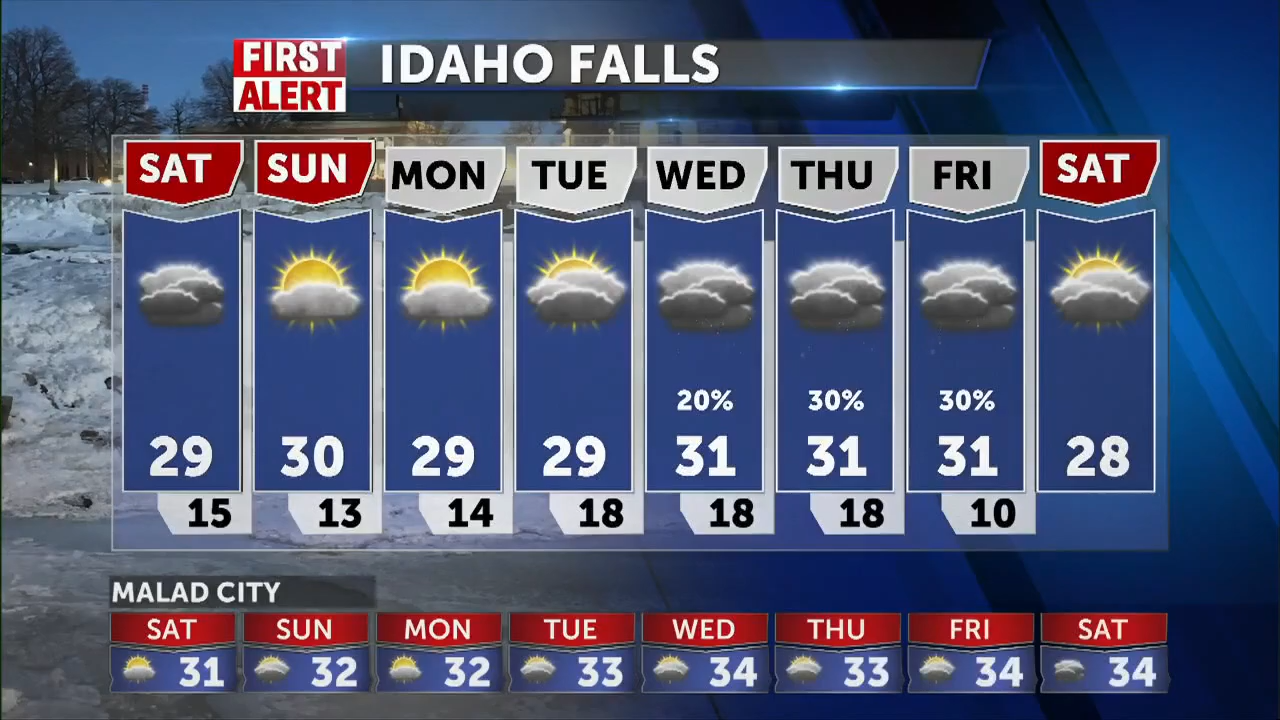 FIRST ALERT IDAHO FALLS
SAT SUN MON TUE WED THU FRI SAT
20% 30% 30%
29 30 29 29 31 31 31 28
15 13 14 18 18 18 10
MALAD CITY
SAT SUN MON TUE WED THU FRI SAT
31 32 32 33 34 33 34 34